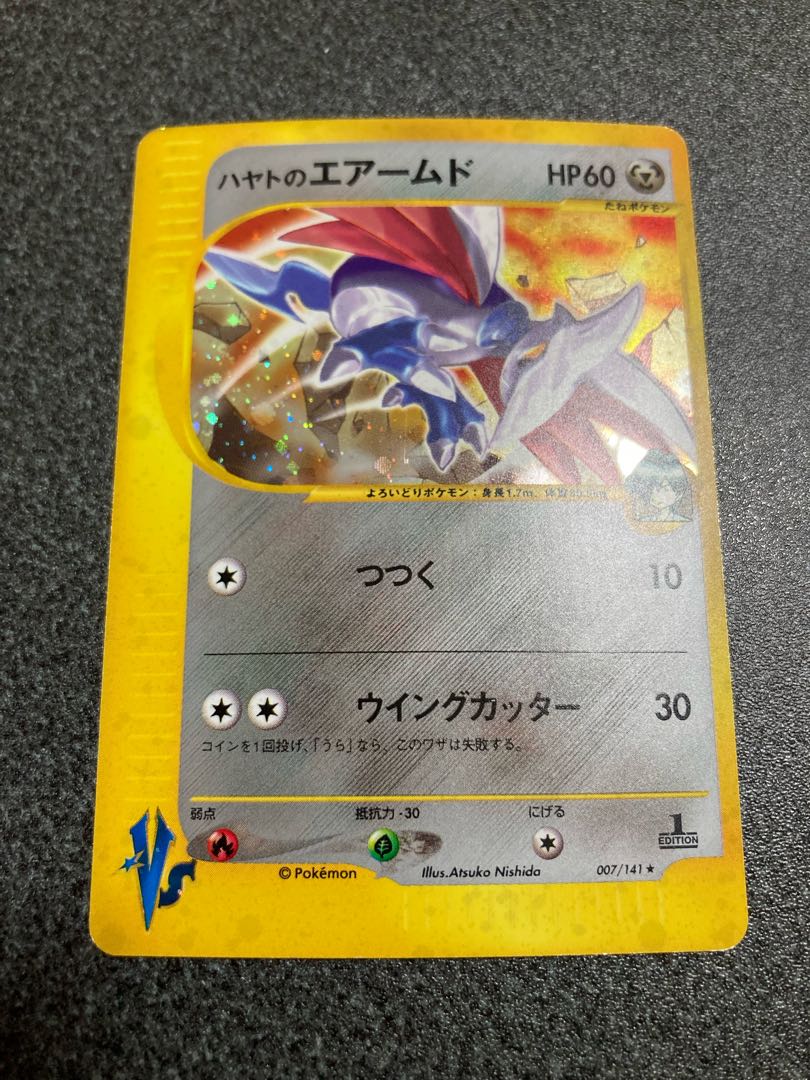 ハヤトのエアームド HP60
たねポケモン
よろいどりポケモン：身長1.7m、
つつく 10
ウイングカッター 30
コインを1回投げ、「うら」なら、このワザは失敗する。
弱点 抵抗力-30 にげる
1
EDITION
VS
©Pokémon Illus.Atsuko Nishida 007/141★